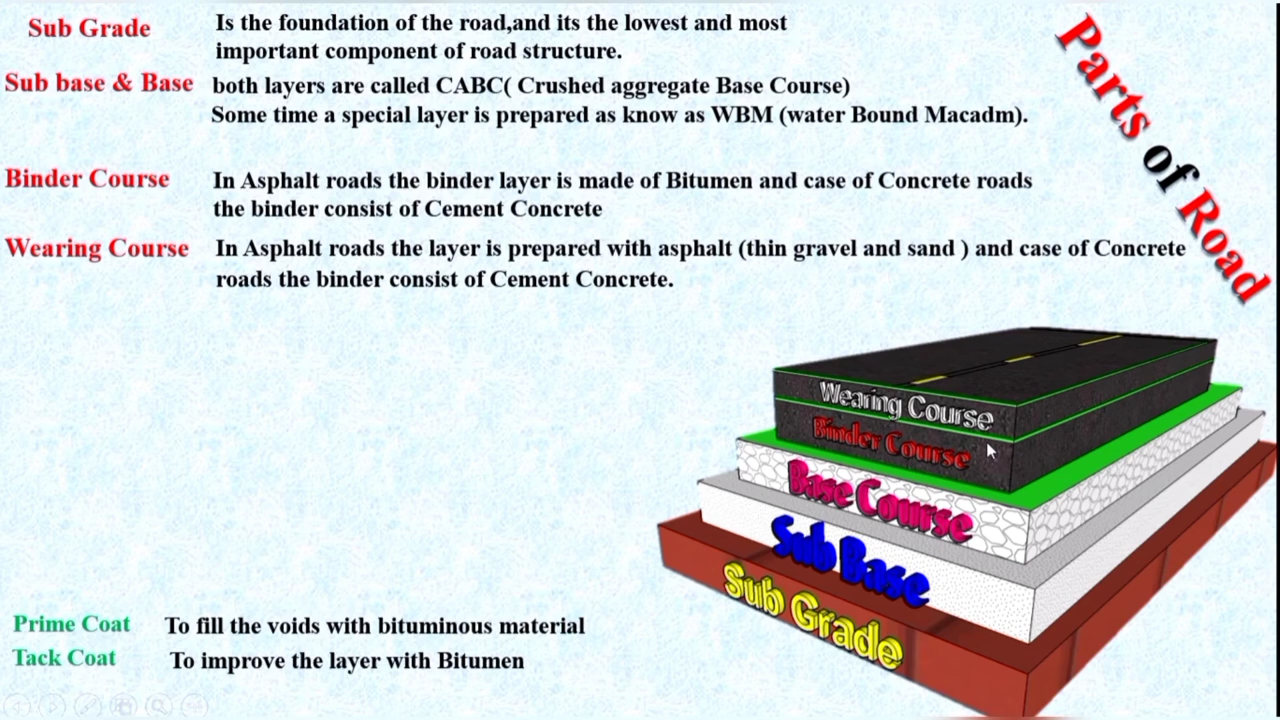 Parts of Road
Sub Grade
Is the foundation of the road,and its the lowest and most
important component of road structure.
Sub base & Base
both layers are called CABC( Crushed aggregate Base Course)
Some time a special layer is prepared as know as WBM (water Bound Macadm).
Binder Course
In Asphalt roads the binder layer is made of Bitumen and case of Concrete roads
the binder consist of Cement Concrete
Wearing Course
In Asphalt roads the layer is prepared with asphalt (thin gravel and sand ) and case of Concrete
roads the binder consist of Cement Concrete.
Wearing Course
Binder Course
Base Course
Sub Base
Sub Grade
Prime Coat
To fill the voids with bituminous material
Tack Coat
To improve the layer with Bitumen